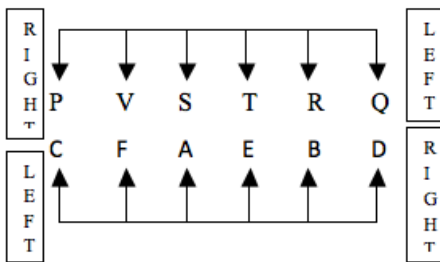 RIGHT
P V S T R Q
LEFT
LEFT
C F A E B D
RIGHT